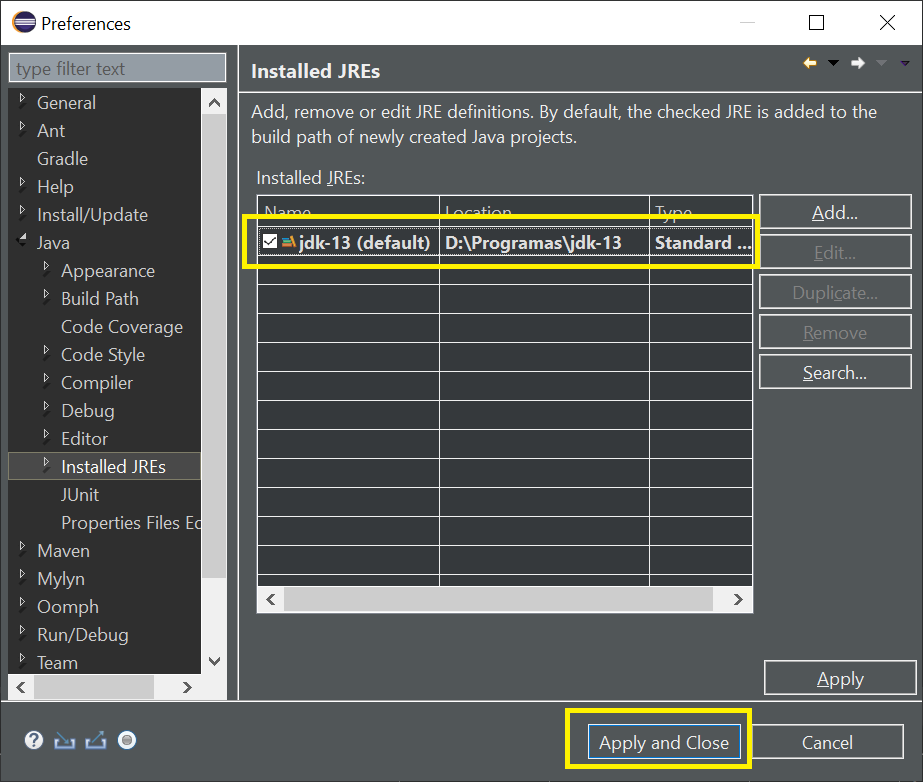 Preferences
type filter text
General
Ant
Gradle
Help
Install/Update
Java
Appearance
Build Path
Code Coverage
Code Style
Compiler
Debug
Editor
Installed JREs
JUnit
Properties Files Ed
Maven
Mylyn
Oomph
Run/Debug
Team
Installed JREs
Add, remove or edit JRE definitions. By default, the checked JRE is added to the
build path of newly created Java projects.
Installed JREs:
Name Location Type
jdk-13 (default) D:\Programas\jdk-13 Standard ...
Add...
Edit...
Duplicate...
Remove
Search...
Apply
Apply and Close
Cancel